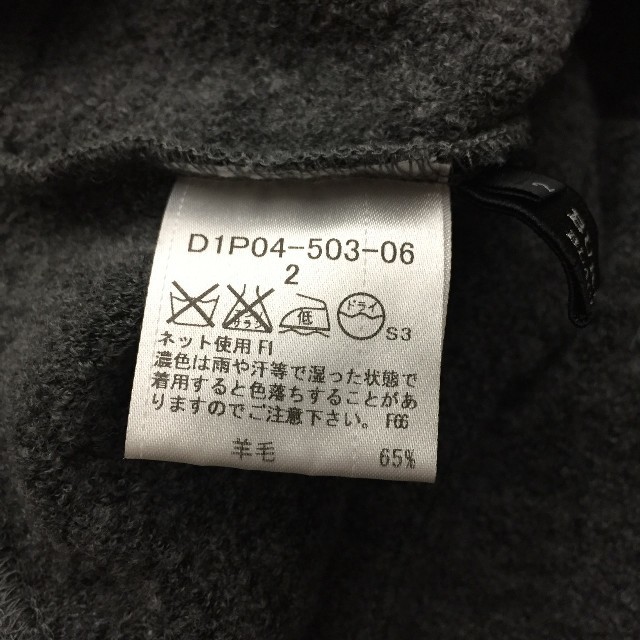 D1P04-503-06
2
低 ドライ
S3
ネット使用 FI
濃色は雨や汗等で湿った状態で
着用すると色落ちすることがあ
りますのでご注意下さい。 F66
羊毛 65%